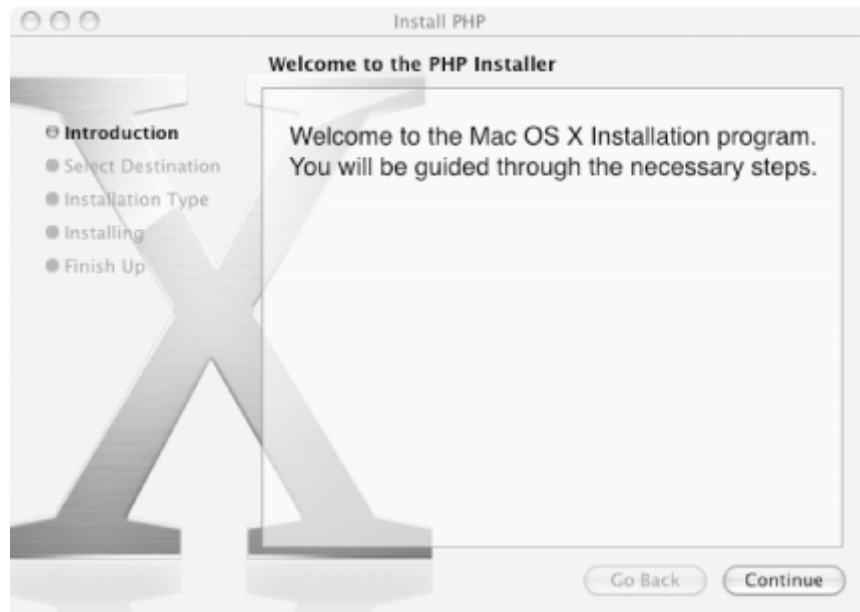 Install PHP
Welcome to the PHP Installer
Introduction
Select Destination
Installation Type
Installing
Finish Up
Welcome to the Mac OS X Installation program.
You will be guided through the necessary steps.
Go Back
Continue